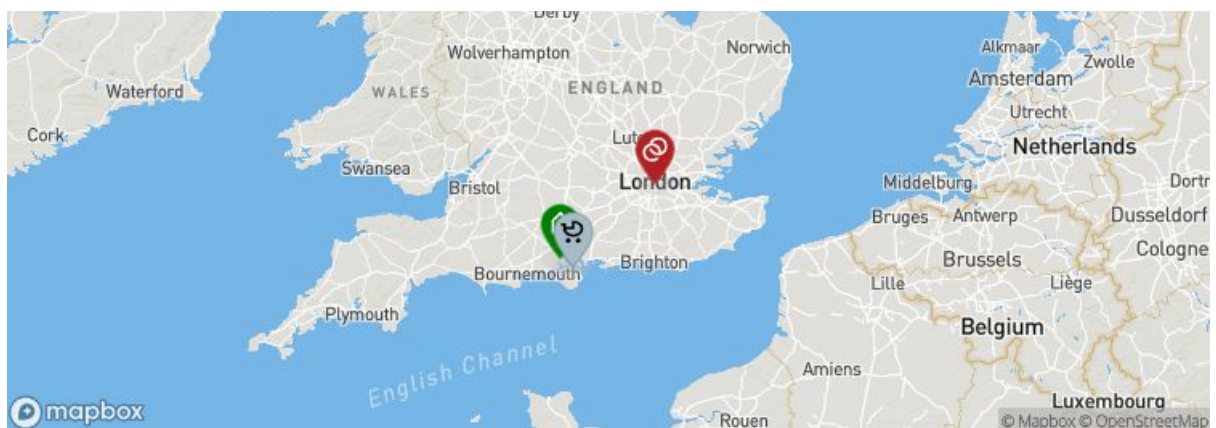 Derby
Wolverhampton
Norwich
Alkmaar
Zwolle
Amsterdam
WALES
ENGLAND
Waterford
Utrecht
Cork
Netherlands
Swansea
London
Bristol
Middelburg
Bruges
Antwerp
Dusseldorf
Cologne
Brussels
Brighton
Bournemouth
Lille
Liège
Plymouth
Belgium
English Channel
Amiens
Luxembourg
mapbox
Rouen
© Mapbox © OpenStreetMap